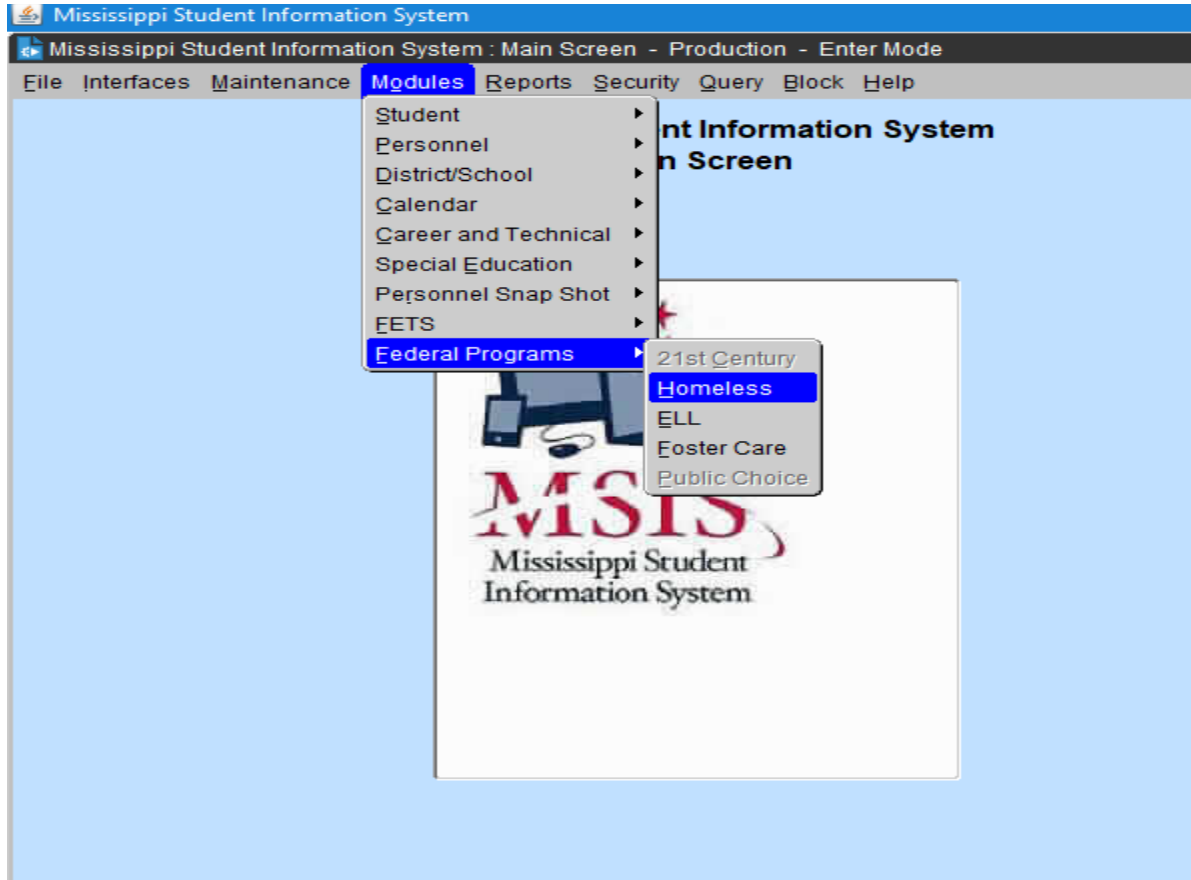 Mississippi Student Information System
Mississippi Student Information System : Main Screen - Production - Enter Mode
File Interfaces Maintenance Modules Reports Security Query Block Help
Student
Personnel
District/School
Calendar
Career and Technical
Special Education
Personnel Snap Shot
FETS
Federal Programs
nt Information System
n Screen
21st Century
Homeless
ELL
Foster Care
Public Choice
MSIS
Mississippi Student
Information System